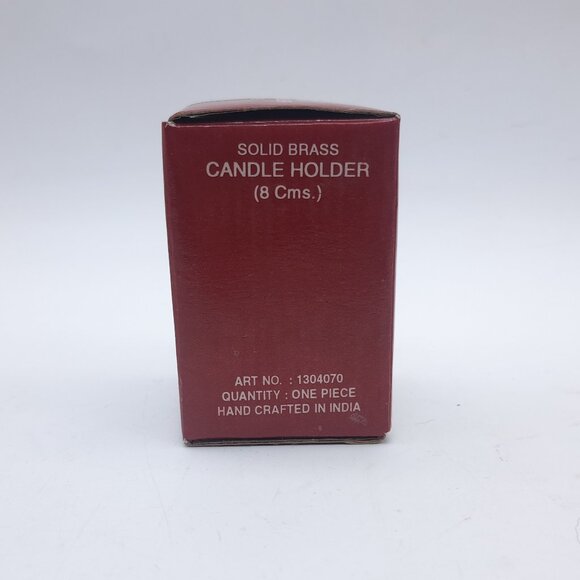 SOLID BRASS
CANDLE HOLDER
(8 Cms.)
ART NO. : 1304070
QUANTITY : ONE PIECE
HAND CRAFTED IN INDIA